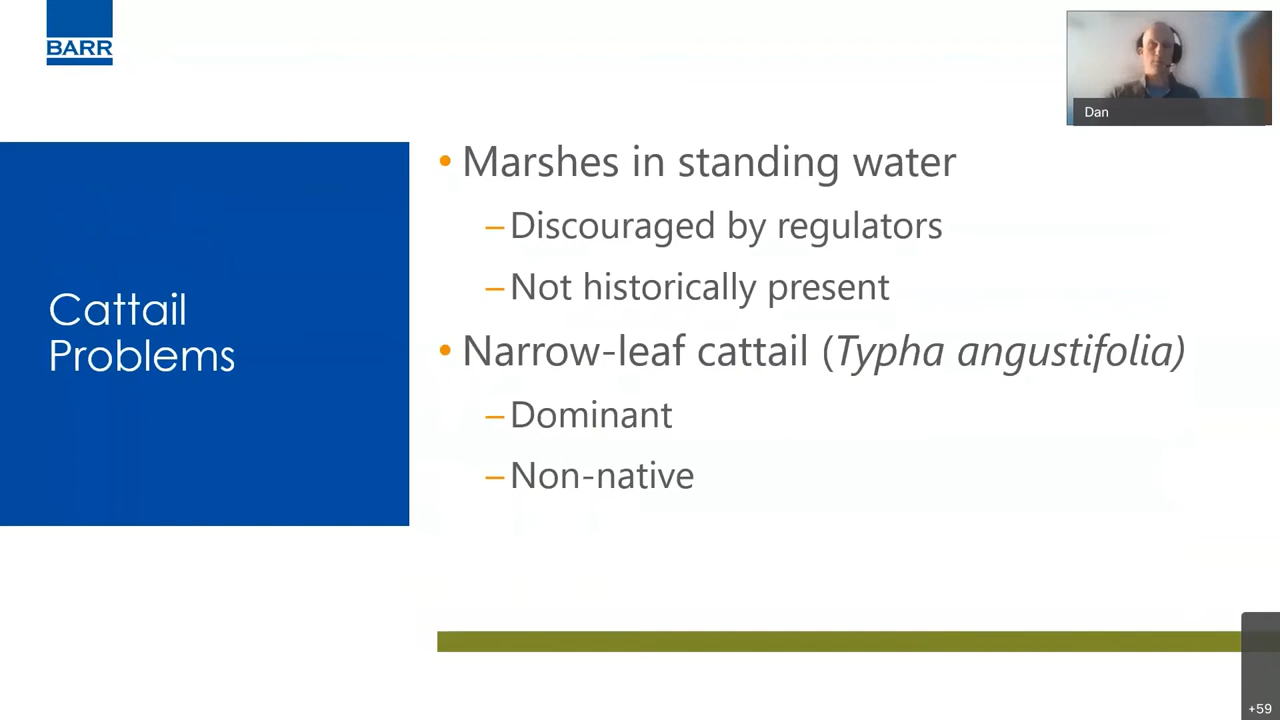 BARR
Dan
Cattail
Problems
• Marshes in standing water
– Discouraged by regulators
– Not historically present
• Narrow-leaf cattail (Typha angustifolia)
– Dominant
– Non-native
+59